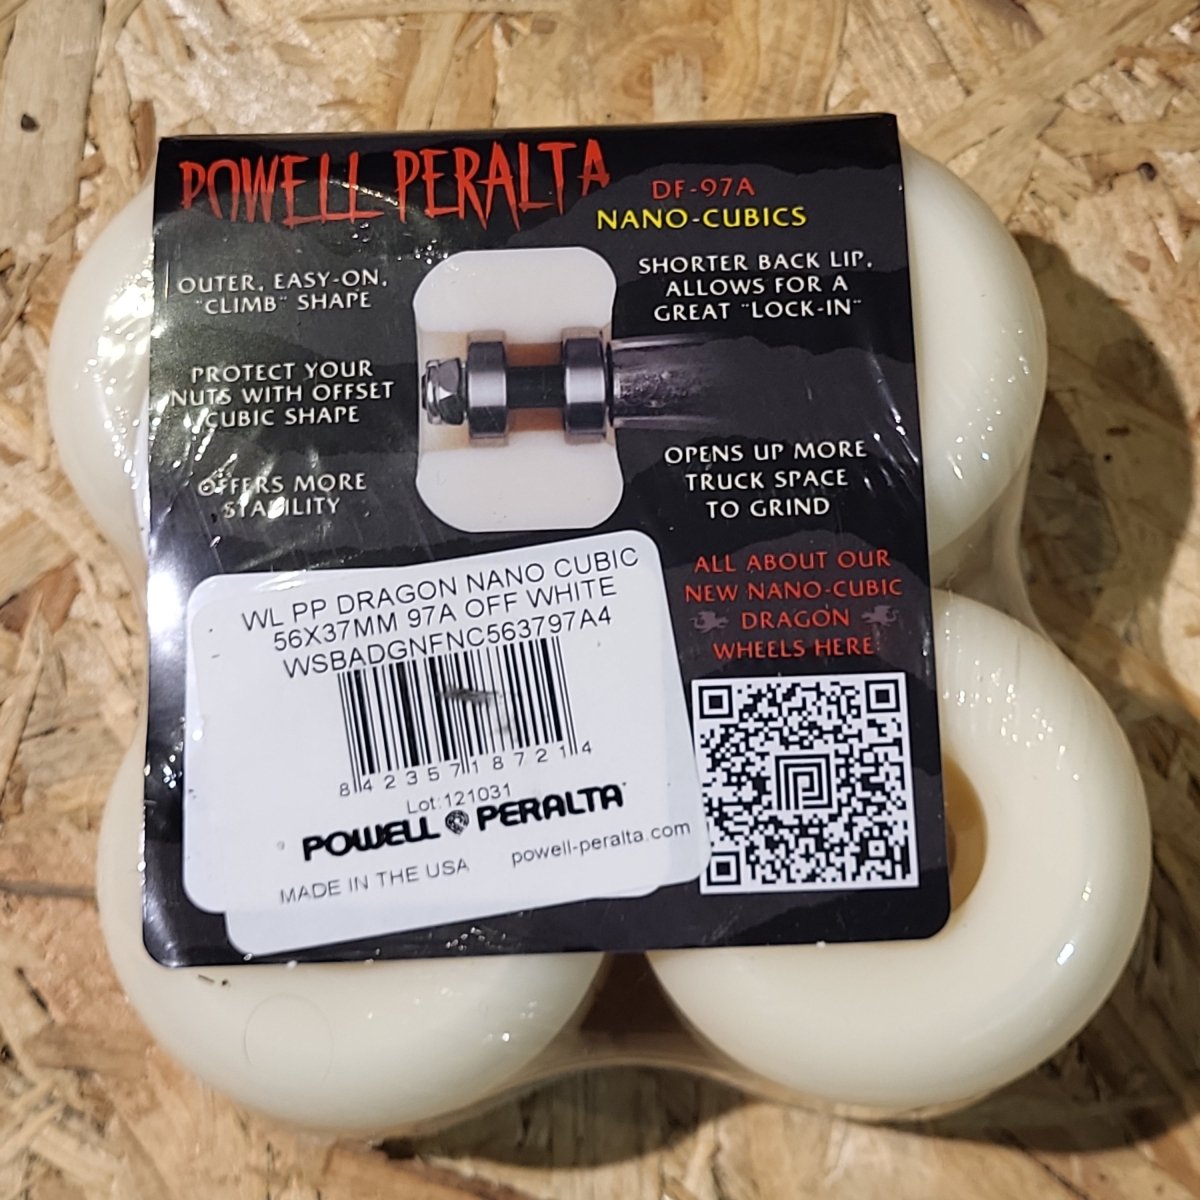 POWELL PERALTA
DF-97A
NANO-CUBICS
OUTER, EASY-ON,
"CLIMB" SHAPE
PROTECT YOUR
NUTS WITH OFFSET
CUBIC SHAPE
OFFERS MORE
STABILITY
SHORTER BACK LIP,
ALLOWS FOR A
GREAT "LOCK-IN"
OPENS UP MORE
TRUCK SPACE
TO GRIND
ALL ABOUT OUR
NEW NANO-CUBIC
DRAGON
WHEELS HERE:
WL PP DRAGON NANO CUBIC
56X37MM 97A OFF WHITE
WSBADGNFNC563797A4
8 42357 18721 4
Lot:121031
POWELL PERALTA
MADE IN THE USA powell-peralta.com